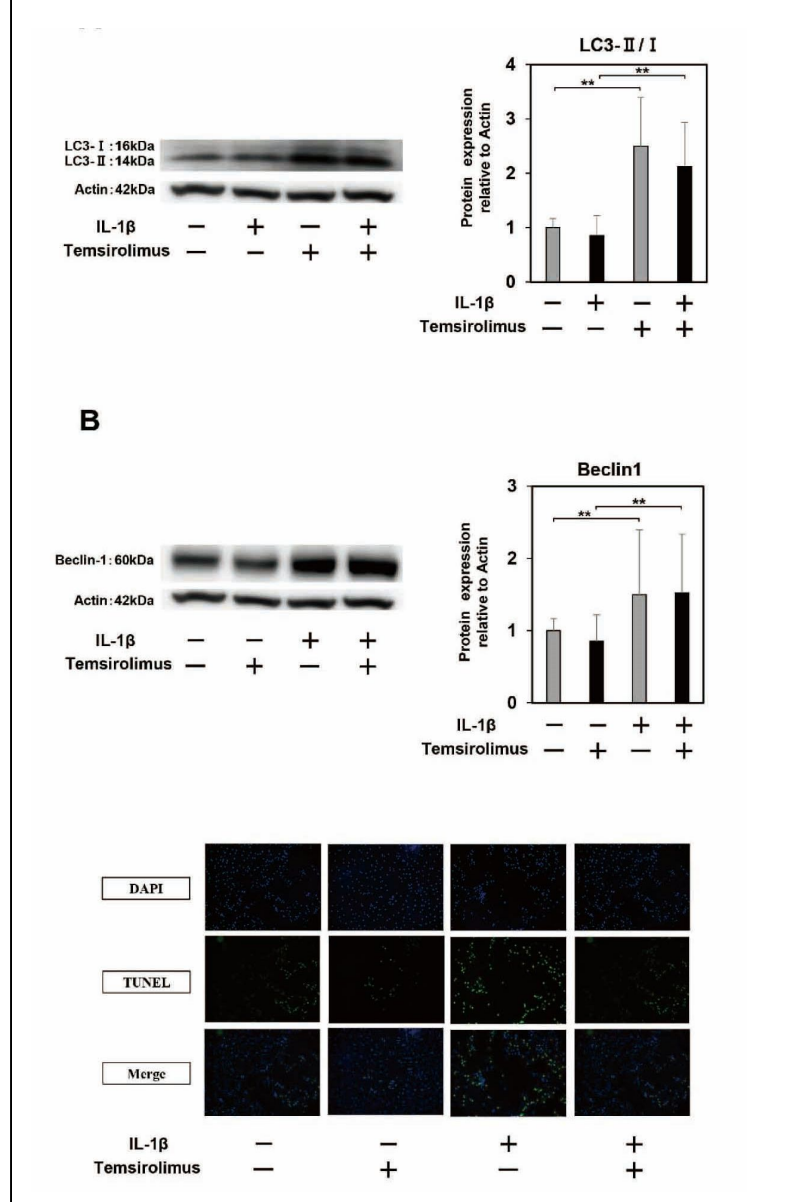 LC3-Ⅱ/Ⅰ
4
3
2
1
0
Protein expression
relative to Actin
** **
LC3-Ⅰ:16kDa
LC3-Ⅱ:14kDa
Actin:42kDa
IL-1β − + − +
Temsirolimus − − + +
IL-1β − + − +
Temsirolimus − − + +
B
Beclin1
3
2
1
0
Protein expression
relative to Actin
** **
Beclin-1:60kDa
Actin:42kDa
IL-1β − − + +
Temsirolimus − + − +
IL-1β − − + +
Temsirolimus − + − +
DAPI
TUNEL
Merge
IL-1β − − + +
Temsirolimus − + − +